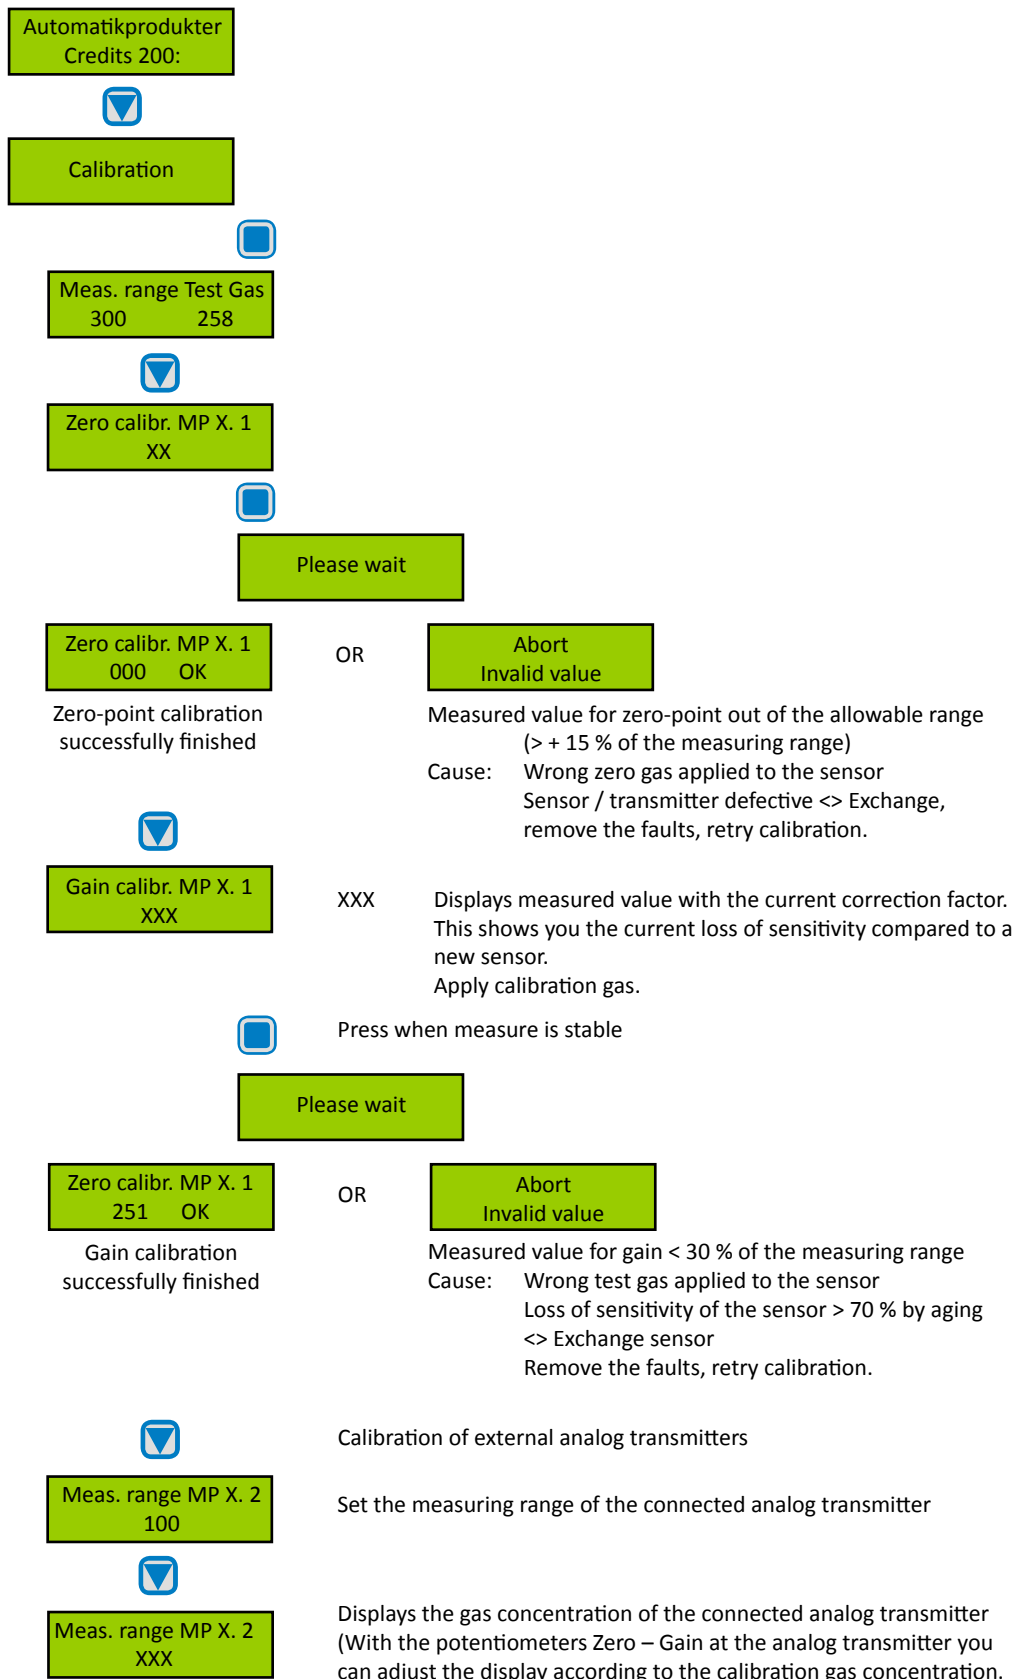 Automatikprodukter
Credits 200:
Calibration
Meas. range Test Gas
300 258
Zero calibr. MP X. 1
XX
Please wait
Zero calibr. MP X. 1
000 OK
Zero-point calibration
successfully finished
OR
Abort
Invalid value
Measured value for zero-point out of the allowable range
(> + 15 % of the measuring range)
Cause: Wrong zero gas applied to the sensor
Sensor / transmitter defective <> Exchange,
remove the faults, retry calibration.
Gain calibr. MP X. 1
XXX
XXX Displays measured value with the current correction factor.
This shows you the current loss of sensitivity compared to a
new sensor.
Apply calibration gas.
Press when measure is stable
Please wait
Zero calibr. MP X. 1
251 OK
Gain calibration
successfully finished
OR
Abort
Invalid value
Measured value for gain < 30 % of the measuring range
Cause: Wrong test gas applied to the sensor
Loss of sensitivity of the sensor > 70 % by aging
<> Exchange sensor
Remove the faults, retry calibration.
Calibration of external analog transmitters
Meas. range MP X. 2
100
Set the measuring range of the connected analog transmitter
Meas. range MP X. 2
XXX
Displays the gas concentration of the connected analog transmitter
(With the potentiometers Zero – Gain at the analog transmitter you
can adjust the display according to the calibration gas concentration.